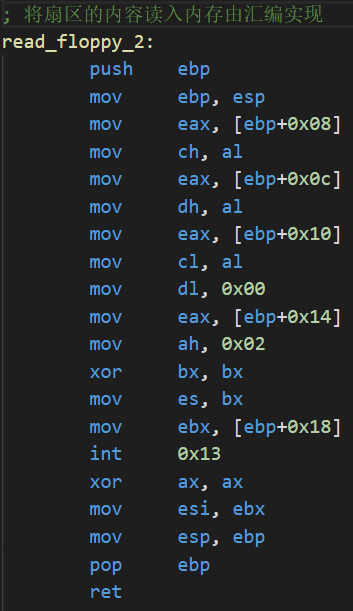 ; 将扇区的内容读入内存由汇编实现
read_floppy_2:
push ebp
mov ebp, esp
mov eax, [ebp+0x08]
mov ch, al
mov eax, [ebp+0x0c]
mov dh, al
mov eax, [ebp+0x10]
mov cl, al
mov dl, 0x00
mov eax, [ebp+0x14]
mov ah, 0x02
xor bx, bx
mov es, bx
mov ebx, [ebp+0x18]
int 0x13
xor ax, ax
mov esi, ebx
mov esp, ebp
pop ebp
ret